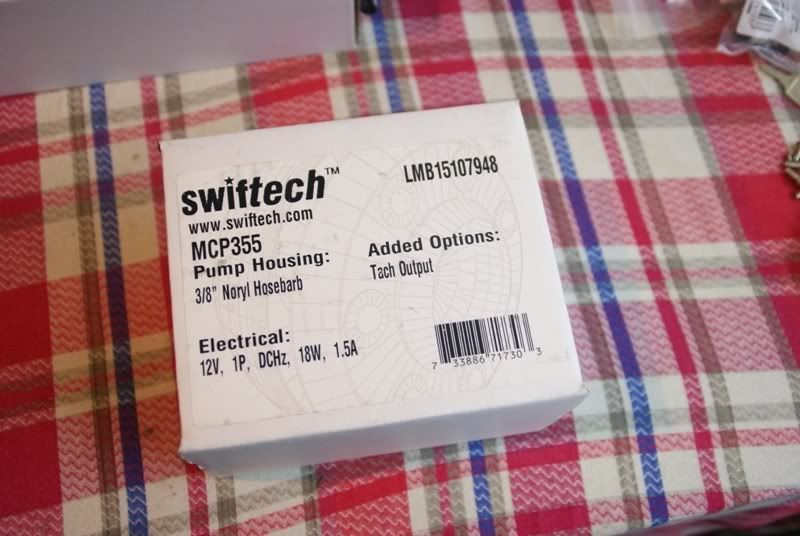 swiftech™
LMB15107948
www.swiftech.com
MCP355
Pump Housing:
3/8" Noryl Hosebarb
Added Options:
Tach Output
Electrical:
12V, 1P, DCHz, 18W, 1.5A
7 33886 71730 3